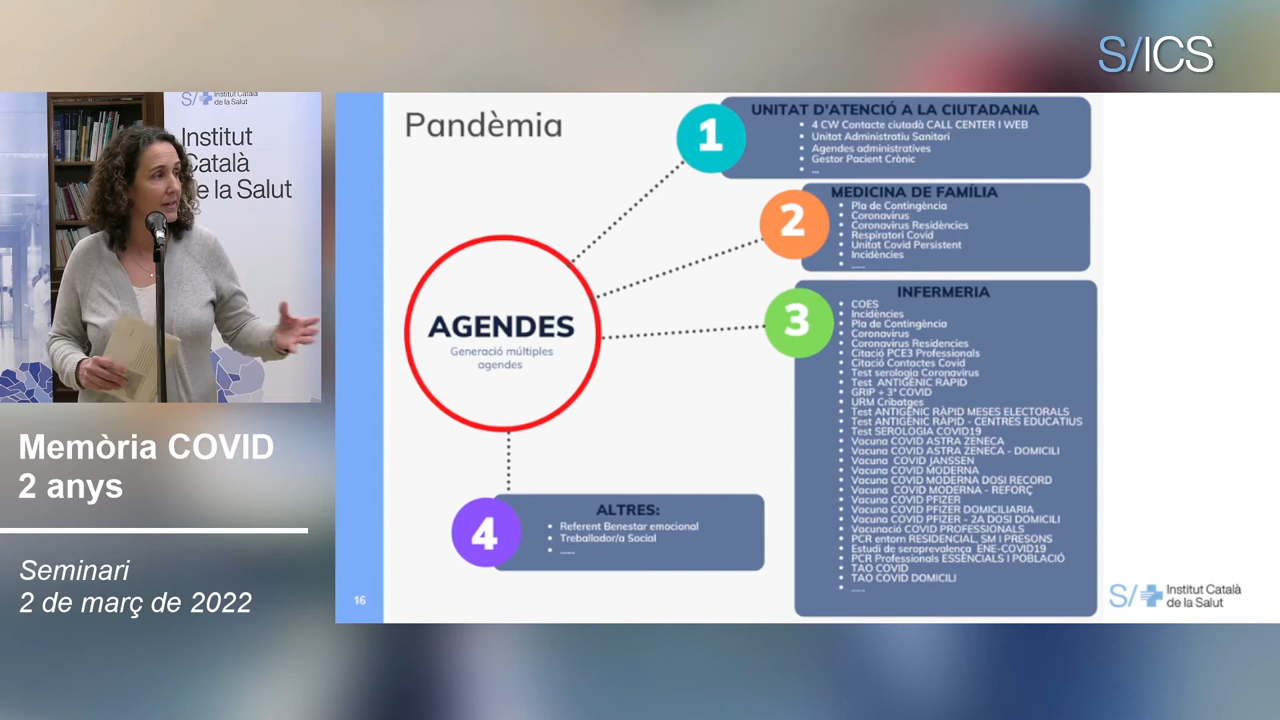 S/ICS
S/ Institut Català
de la Salut
Institut
Català
de la Salut
Memòria COVID
2 anys
Seminari
2 de març de 2022
Pandèmia
AGENDES
Generació múltiples
agendes
1
UNITAT D'ATENCIÓ A LA CIUTADANIA
• 4 CW Contacte ciutadà CALL CENTER I WEB
• Unitat Administratiu Sanitari
• Agendes administratives
• Gestor Pacient Crònic
• ...
2
MEDICINA DE FAMÍLIA
• Pla de Contingència
• Coronavirus
• Coronavirus Residències
• Respiratori Covid
• Unitat Covid Persistent
• Incidències
• ......
3
INFERMERIA
• COES
• Incidències
• Pla de Contingència
• Coronavirus
• Coronavirus Residencies
• Citació PCE3 Professionals
• Citació Contactes Covid
• Test serologia Coronavirus
• Test ANTIGÈNIC RÀPID
• GRIP + 3ª COVID
• URM Cribatges
• Test ANTIGÈNIC RÀPID MESES ELECTORALS
• Test ANTIGÈNIC RÀPID - CENTRES EDUCATIUS
• Test SEROLOGIA COVID19
• Vacuna COVID ASTRA ZENECA
• Vacuna COVID ASTRA ZENECA - DOMICILI
• Vacuna COVID JANSSEN
• Vacuna COVID MODERNA
• Vacuna COVID MODERNA DOSI RECORD
• Vacuna COVID MODERNA - REFORÇ
• Vacuna COVID PFIZER
• Vacuna COVID PFIZER DOMICILIARIA
• Vacuna COVID PFIZER - 2A DOSI DOMICILI
• Vacunació COVID PROFESSIONALS
• PCR entorn RESIDENCIAL, SM I PRESONS
• Estudi de seroprevalença ENE-COVID19
• PCR Professionals ESSENCIALS I POBLACIÓ
• TAO COVID
• TAO COVID DOMICILI
• ......
4
ALTRES:
• Referent Benestar emocional
• Treballador/a Social
• ......
16
S/ Institut Català
de la Salut